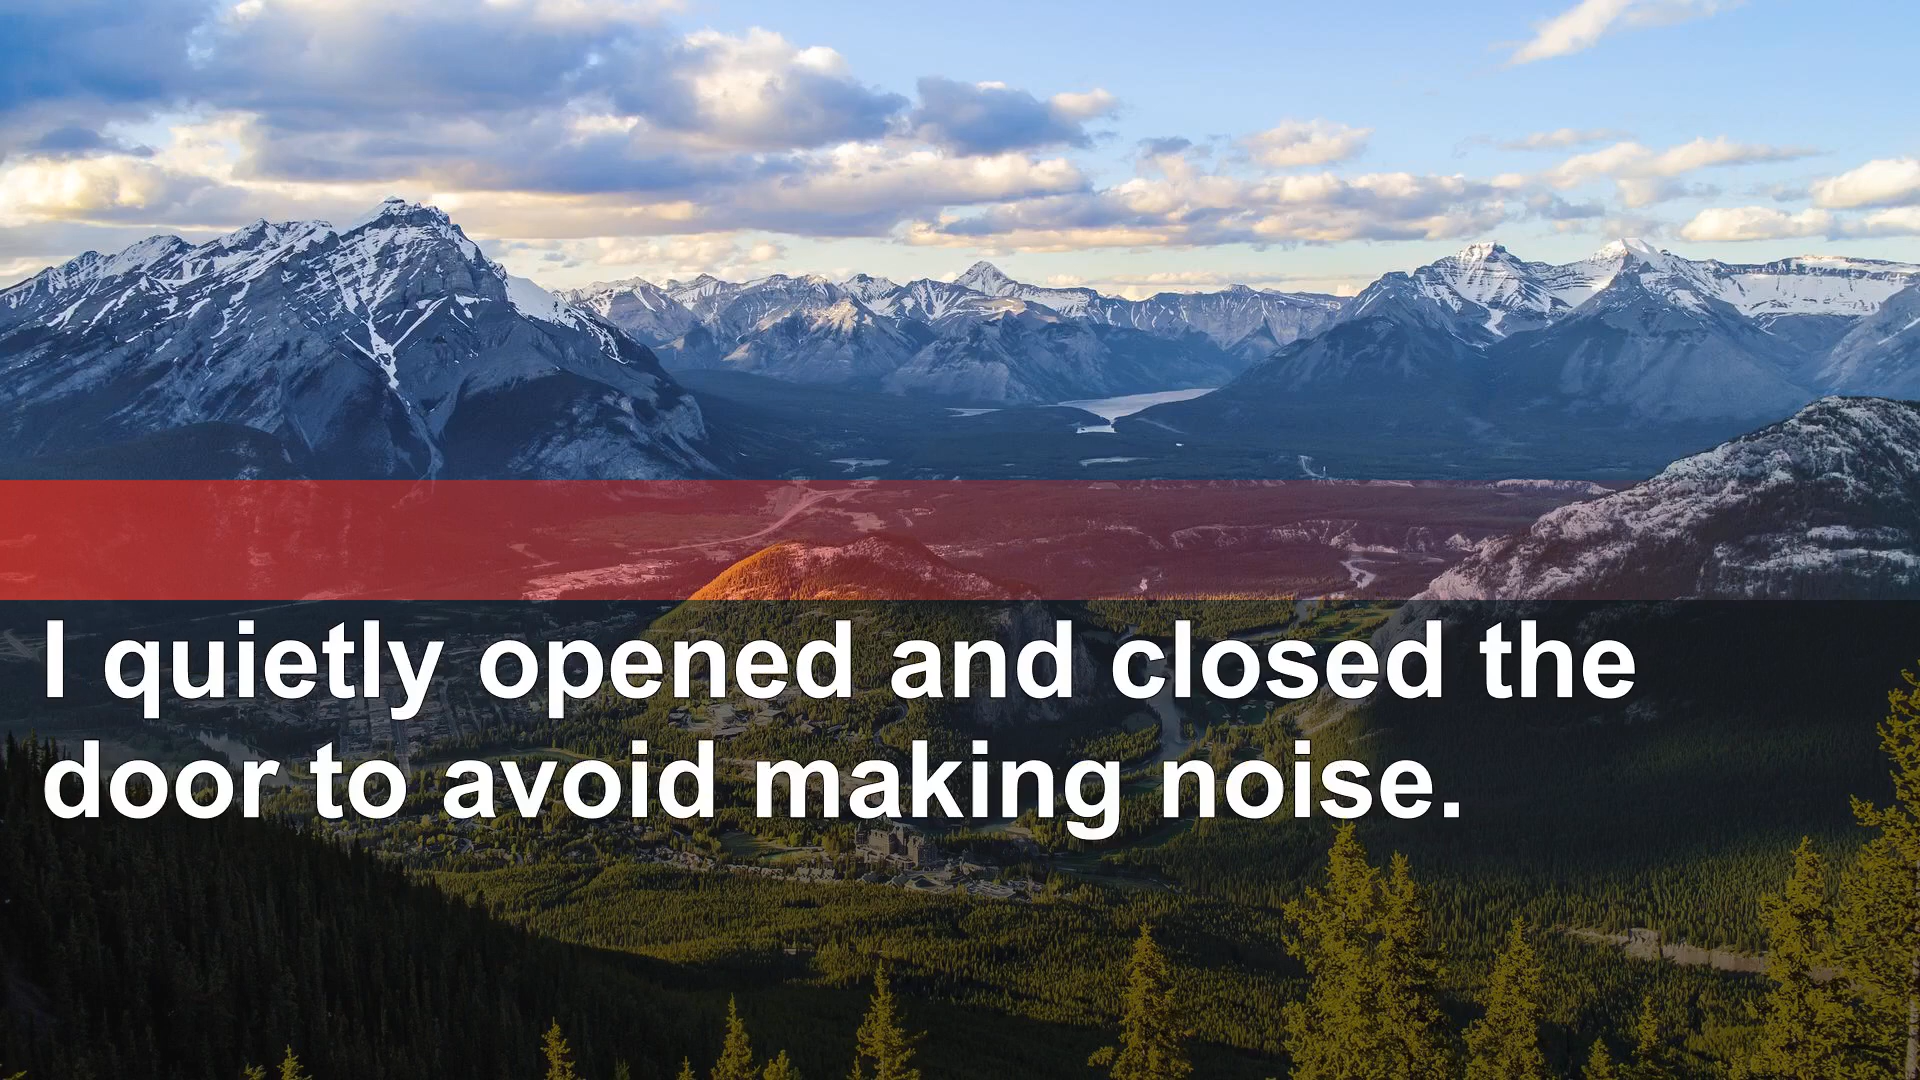 I quietly opened and closed the
door to avoid making noise.